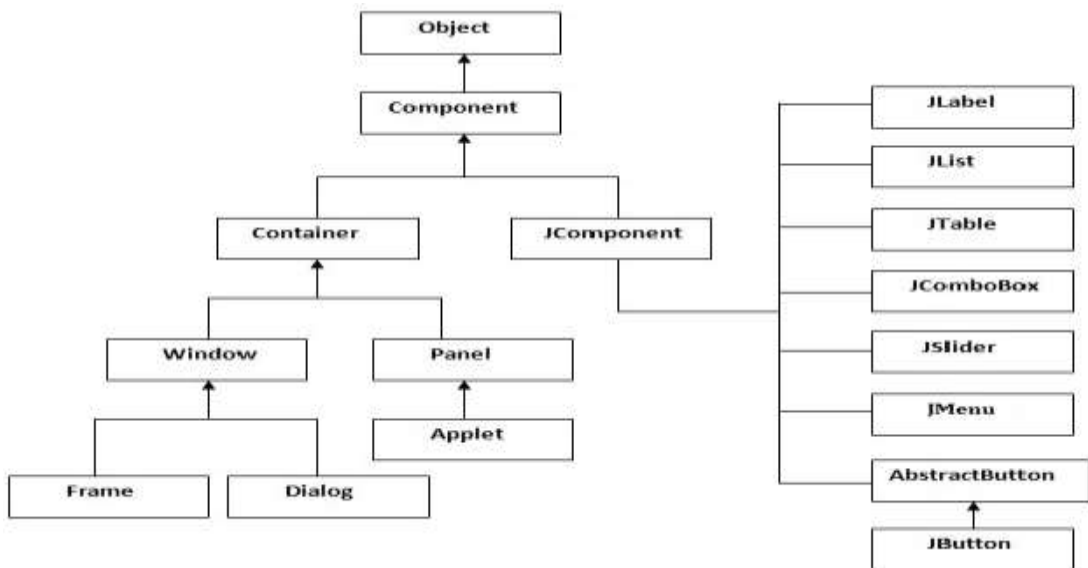 Object
Component
Container
JComponent
Window
Panel
Frame
Dialog
Applet
JLabel
JList
JTable
JComboBox
JSlider
JMenu
AbstractButton
JButton